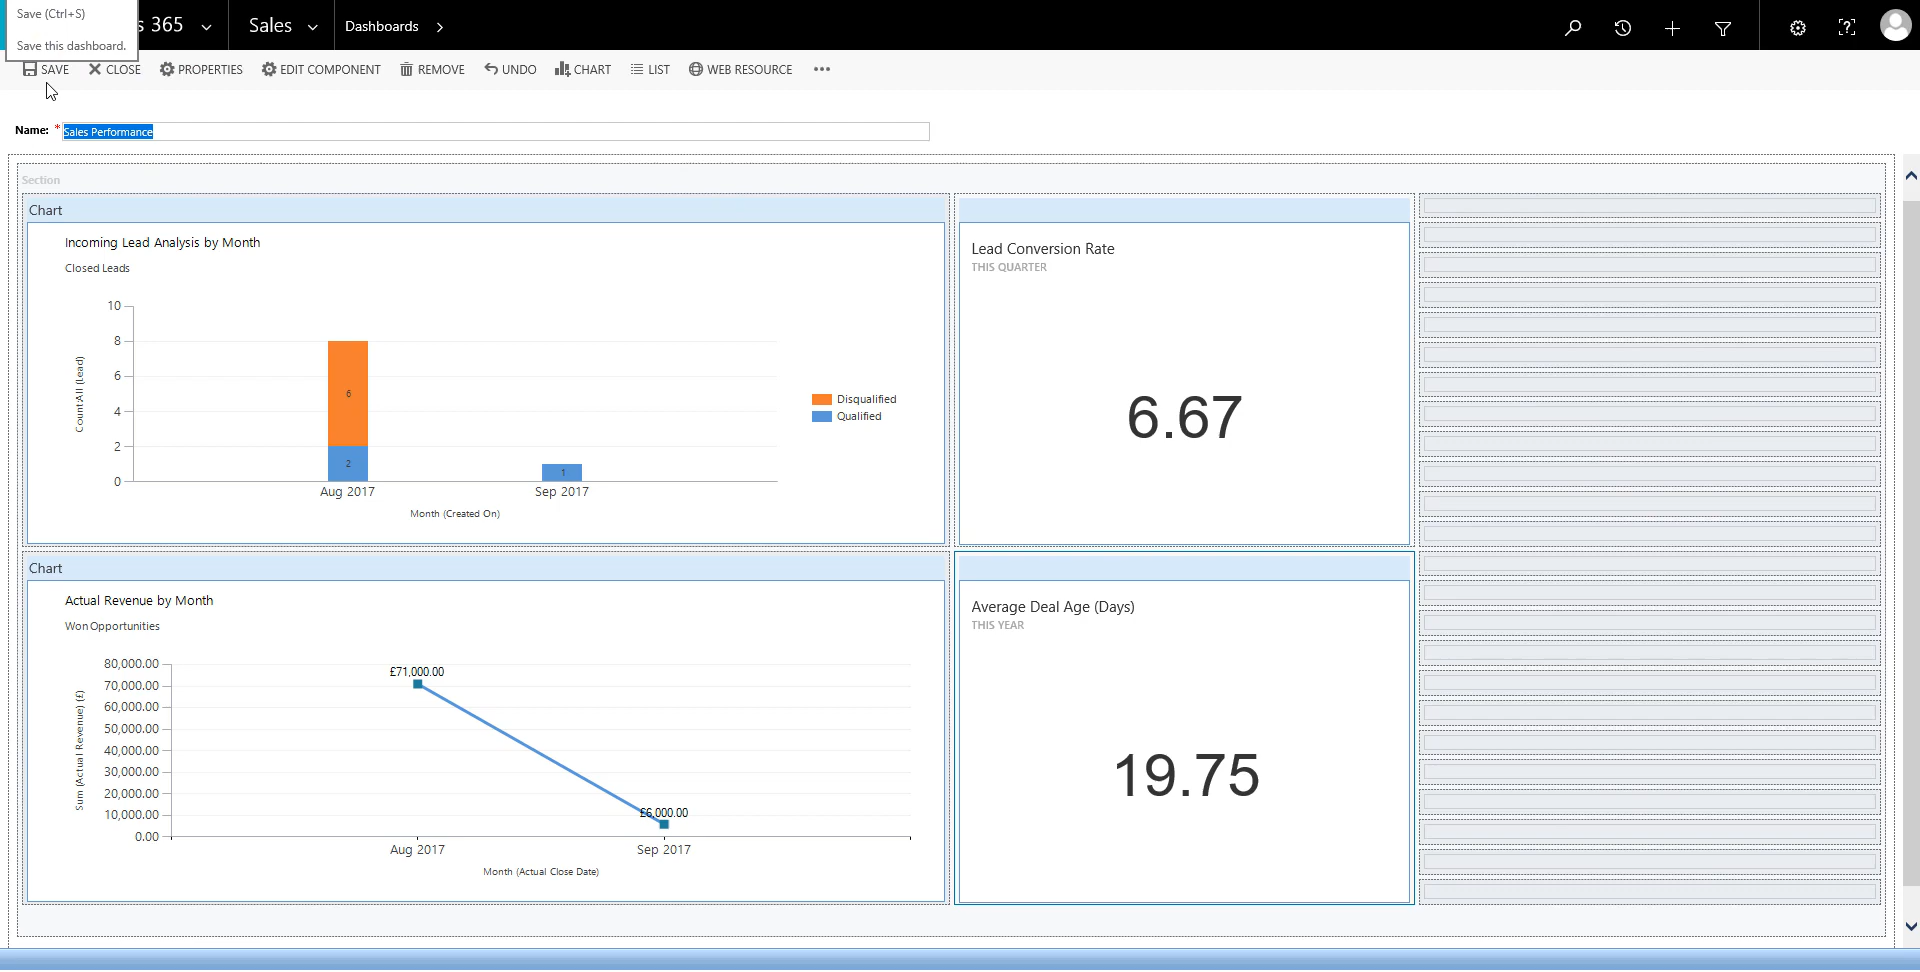 Save (Ctrl+S)
Save this dashboard.
s 365
Sales
Dashboards
SAVE
CLOSE
PROPERTIES
EDIT COMPONENT
REMOVE
UNDO
CHART
LIST
WEB RESOURCE
Name: *
Sales Performance
Section
Chart
Incoming Lead Analysis by Month
Closed Leads
10
8
6
4
2
0
Count:All (Lead)
6
2
1
Aug 2017
Sep 2017
Month (Created On)
Disqualified
Qualified
Lead Conversion Rate
THIS QUARTER
6.67
Chart
Actual Revenue by Month
Won Opportunities
80,000.00
70,000.00
60,000.00
50,000.00
40,000.00
30,000.00
20,000.00
10,000.00
0.00
Sum (Actual Revenue) (£)
£71,000.00
£6,000.00
Aug 2017
Sep 2017
Month (Actual Close Date)
Average Deal Age (Days)
THIS YEAR
19.75